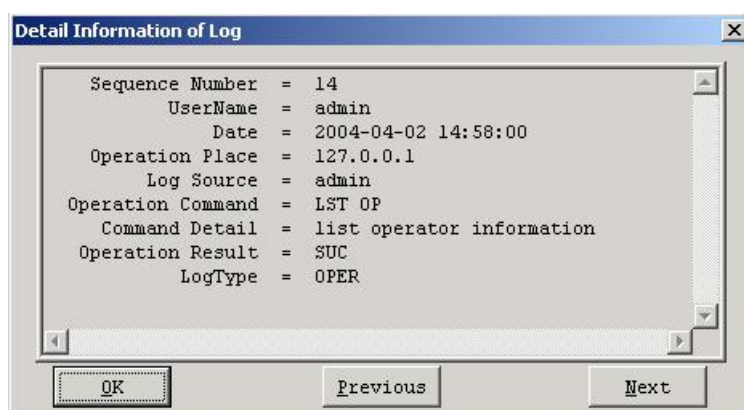 Detail Information of Log
Sequence Number = 14
UserName = admin
Date = 2004-04-02 14:58:00
Operation Place = 127.0.0.1
Log Source = admin
Operation Command = LST OP
Command Detail = list operator information
Operation Result = SUC
LogType = OPER
OK Previous Next